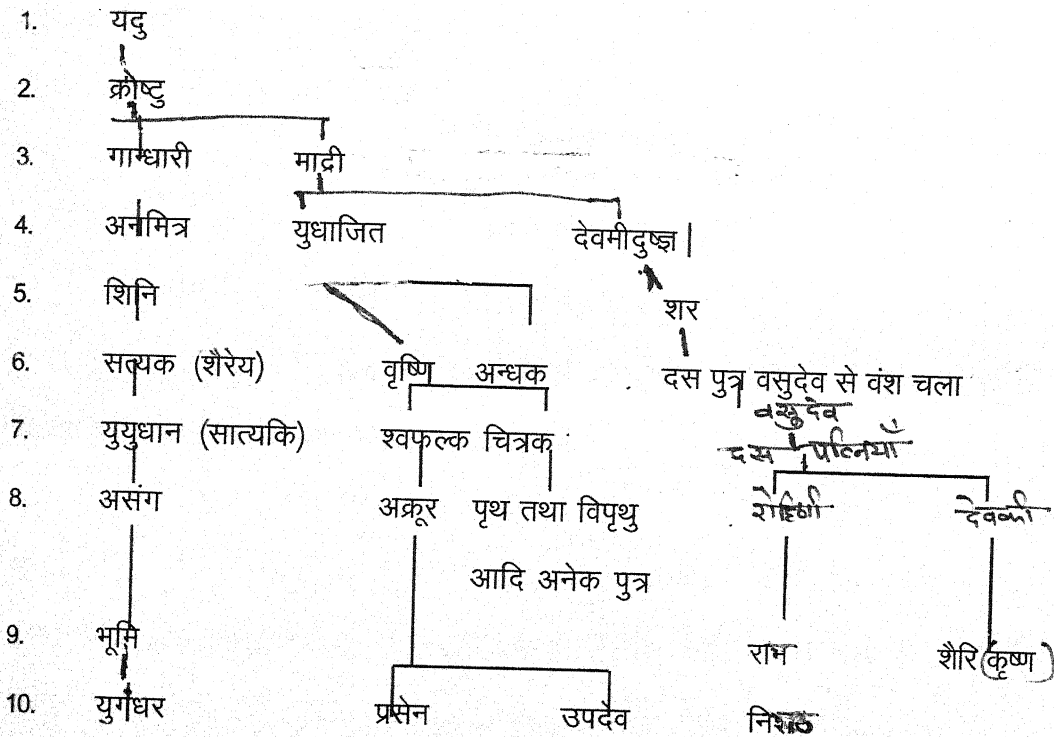 1. यदु
2. क्रोष्टु
3. गान्धारी माद्री
4. अनमित्र युधाजित देवमीदुष्ज्ञ
5. शिनि शर
6. सत्यक (शैरेय) वृष्णि अन्धक दस पुत्र वसुदेव से वंश चला
वसुदेव
7. युयुधान (सात्यकि) श्वफल्क चित्रक दस पत्नियाँ
8. असंग अक्रूर पृथ तथा विपृथु रोहिणी देवकी
आदि अनेक पुत्र
9. भूमि राम शैरि (कृष्ण)
10. युगंधर प्रसेन उपदेव निशठ